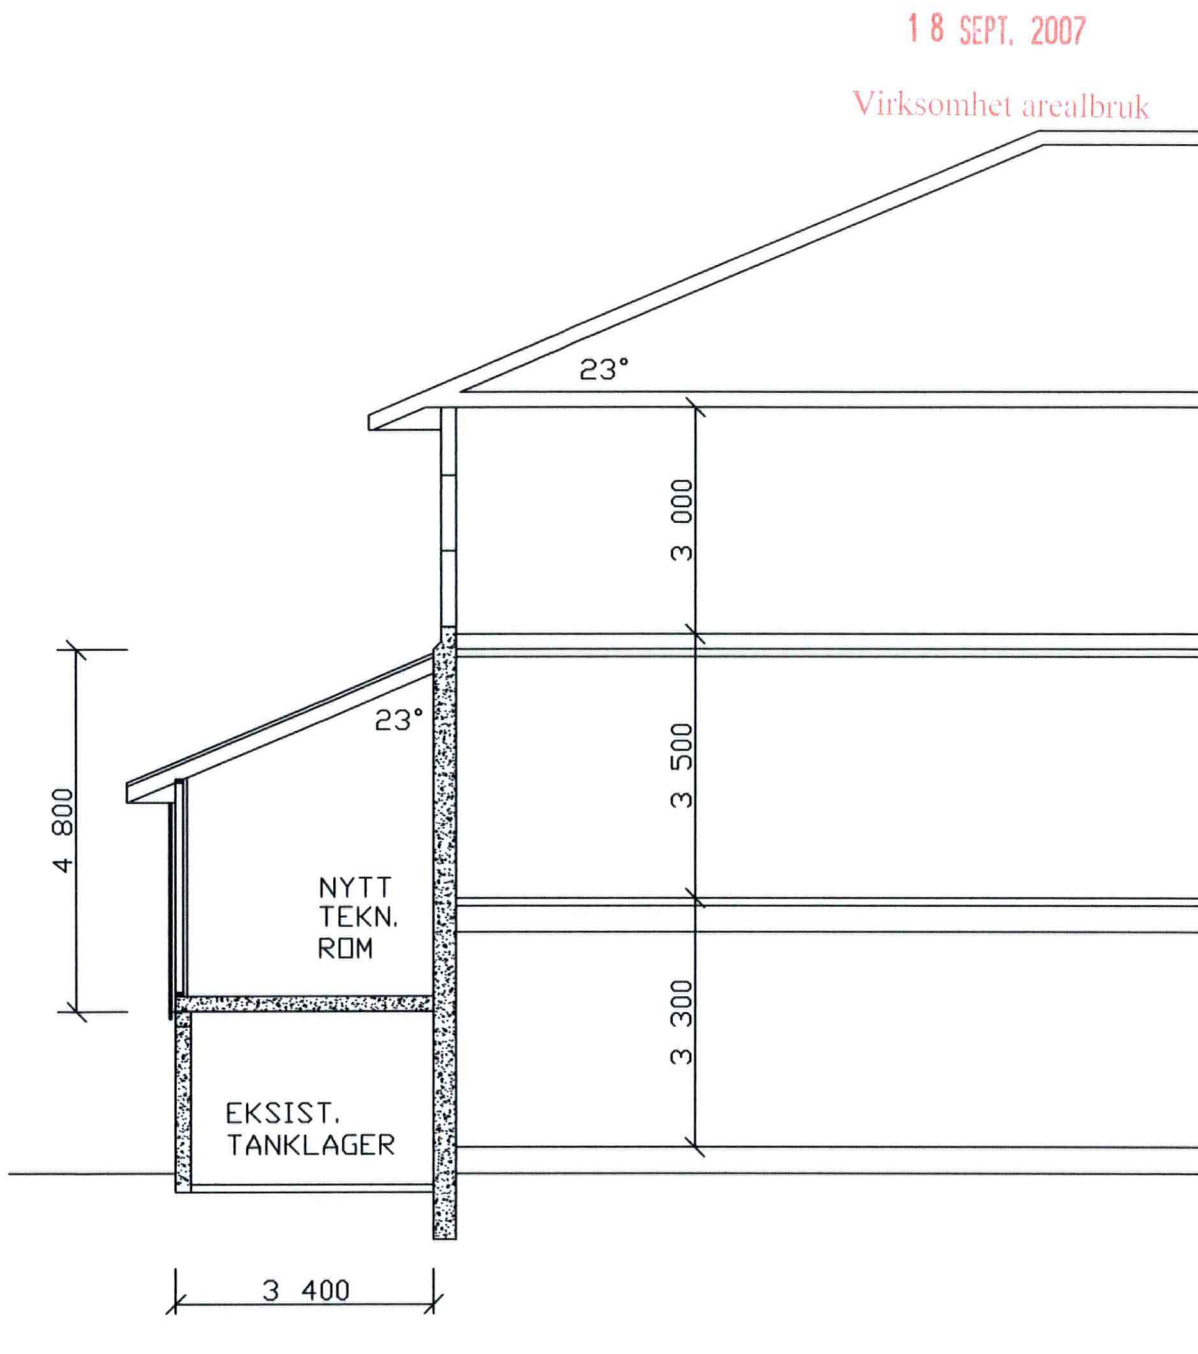 18 SEPT. 2007
Virksomhet arealbruk
23°
3 000
23°
3 500
4 800
NYTT
TEKN.
ROM
3 300
EKSIST.
TANKLAGER
3 400